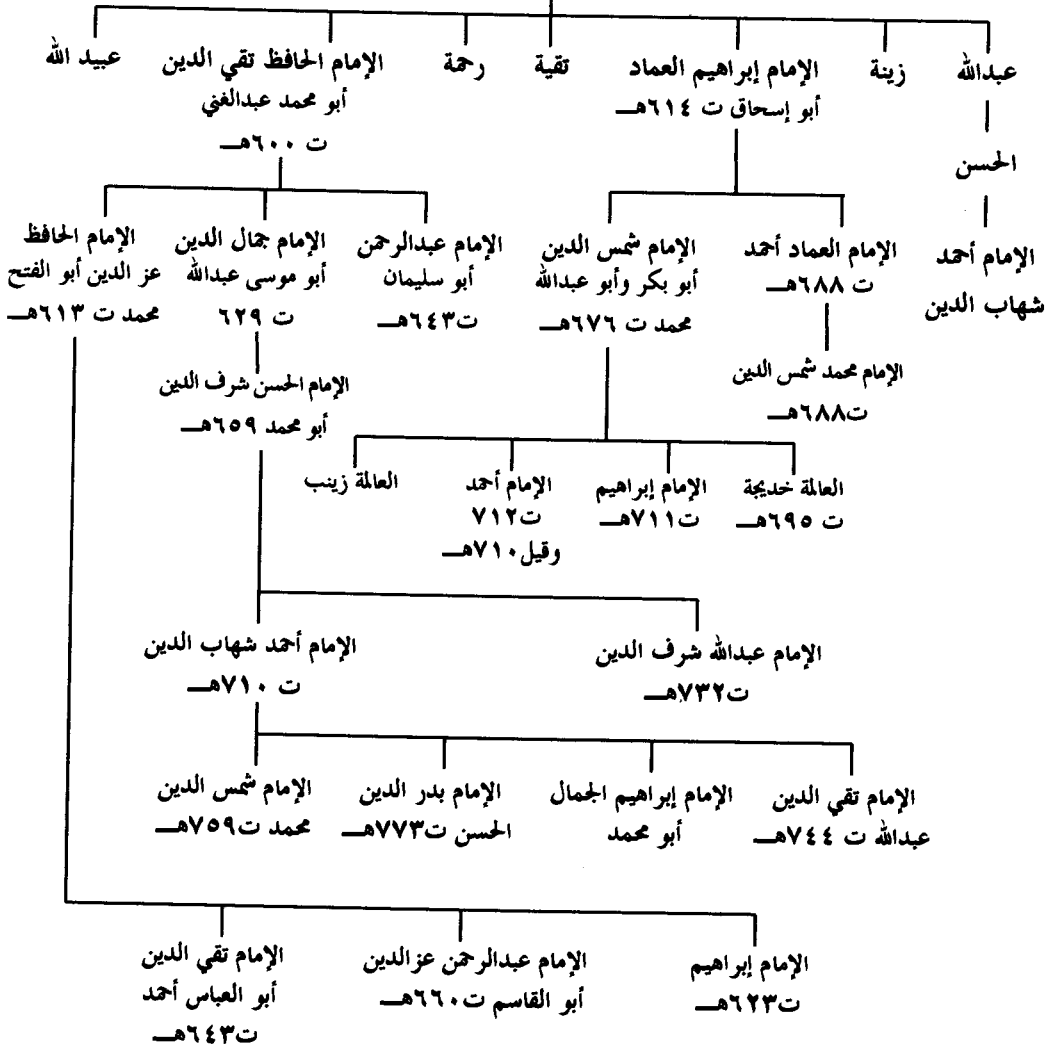 عبدالله
زينة
الإمام إبراهيم العماد
أبو إسحاق ت ٦١٤هـ
تقية
رحمة
الإمام الحافظ تقي الدين
أبو محمد عبدالغني
ت ٦٠٠هـ
عبيد الله
الحسن
الإمام أحمد
شهاب الدين
الإمام العماد أحمد
ت ٦٨٨هـ
الإمام شمس الدين
أبو بكر وأبو عبدالله
محمد ت ٦٧٦هـ
الإمام عبدالرحمن
أبو سليمان
ت٦٤٣هـ
الإمام جمال الدين
أبو موسى عبدالله
ت ٦٢٩
الإمام الحافظ
عز الدين أبو الفتح
محمد ت ٦١٣هـ
الإمام محمد شمس الدين
ت٦٨٨هـ
الإمام الحسن شرف الدين
أبو محمد ٦٥٩هـ
العالمة خديجة
ت ٦٩٥هـ
الإمام إبراهيم
ت٧١١هـ
الإمام أحمد
ت٧١٢
وقيل٧١٠هـ
العالمة زينب
الإمام عبدالله شرف الدين
ت٧٣٢هـ
الإمام أحمد شهاب الدين
ت ٧١٠هـ
الإمام تقي الدين
عبدالله ت ٧٤٤هـ
الإمام إبراهيم الجمال
أبو محمد
الإمام بدر الدين
الحسن ت٧٧٣هـ
الإمام شمس الدين
محمد ت٧٥٩هـ
الإمام إبراهيم
ت٦٢٣هـ
الإمام عبدالرحمن عزالدين
أبو القاسم ت٦٦٠هـ
الإمام تقي الدين
أبو العباس أحمد
ت٦٤٣هـ